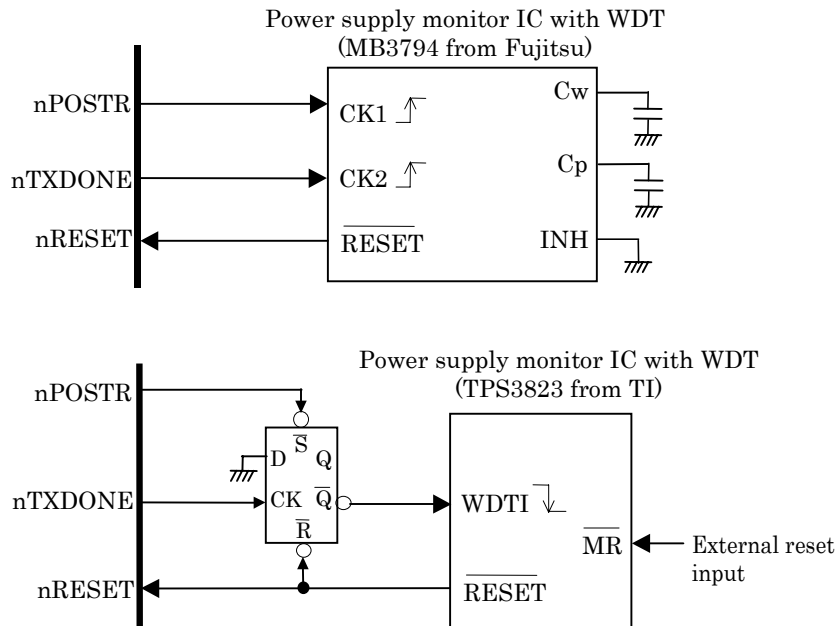 Power supply monitor IC with WDT
(MB3794 from Fujitsu)
nPOSTR
CK1
Cw
nTXDONE
CK2
Cp
nRESET
RESET
INH
Power supply monitor IC with WDT
(TPS3823 from TI)
nPOSTR
S
D
Q
nTXDONE
CK
Q
WDTI
R
MR
External reset
input
nRESET
RESET